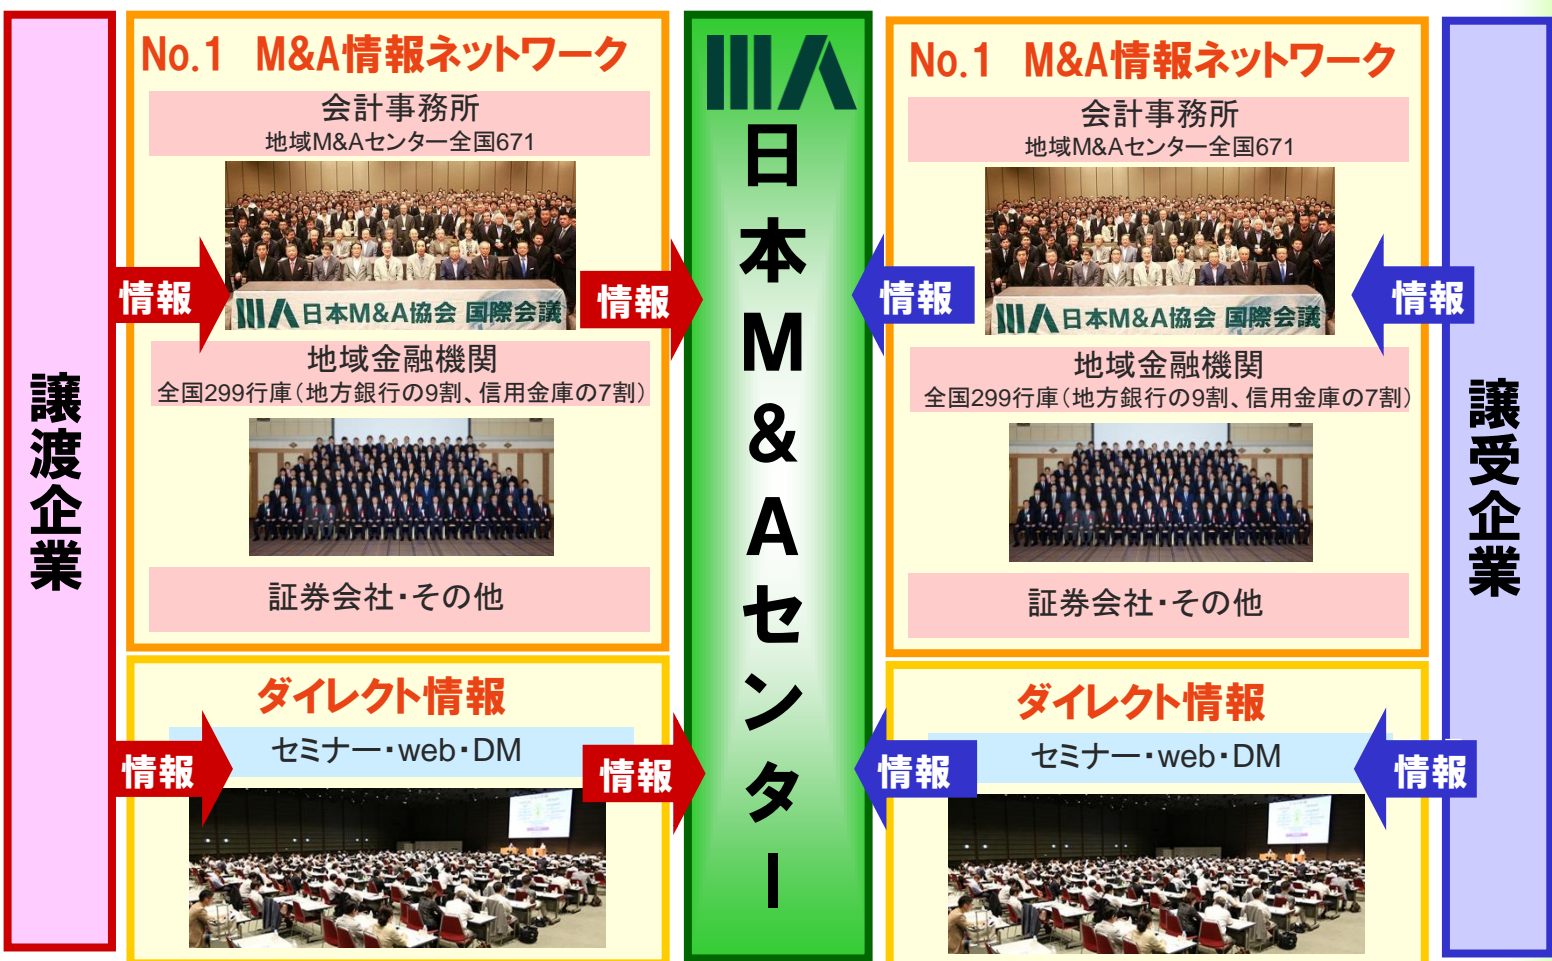 譲渡企業
No.1 M&A情報ネットワーク
会計事務所
地域M&Aセンター全国671
日本M&A協会 国際会議
地域金融機関
全国299行庫（地方銀行の9割、信用金庫の7割）
証券会社・その他
情報
情報
ダイレクト情報
セミナー・web・DM
情報
情報
日本M&Aセンター
No.1 M&A情報ネットワーク
会計事務所
地域M&Aセンター全国671
日本M&A協会 国際会議
地域金融機関
全国299行庫（地方銀行の9割、信用金庫の7割）
証券会社・その他
情報
情報
ダイレクト情報
セミナー・web・DM
情報
情報
譲受企業